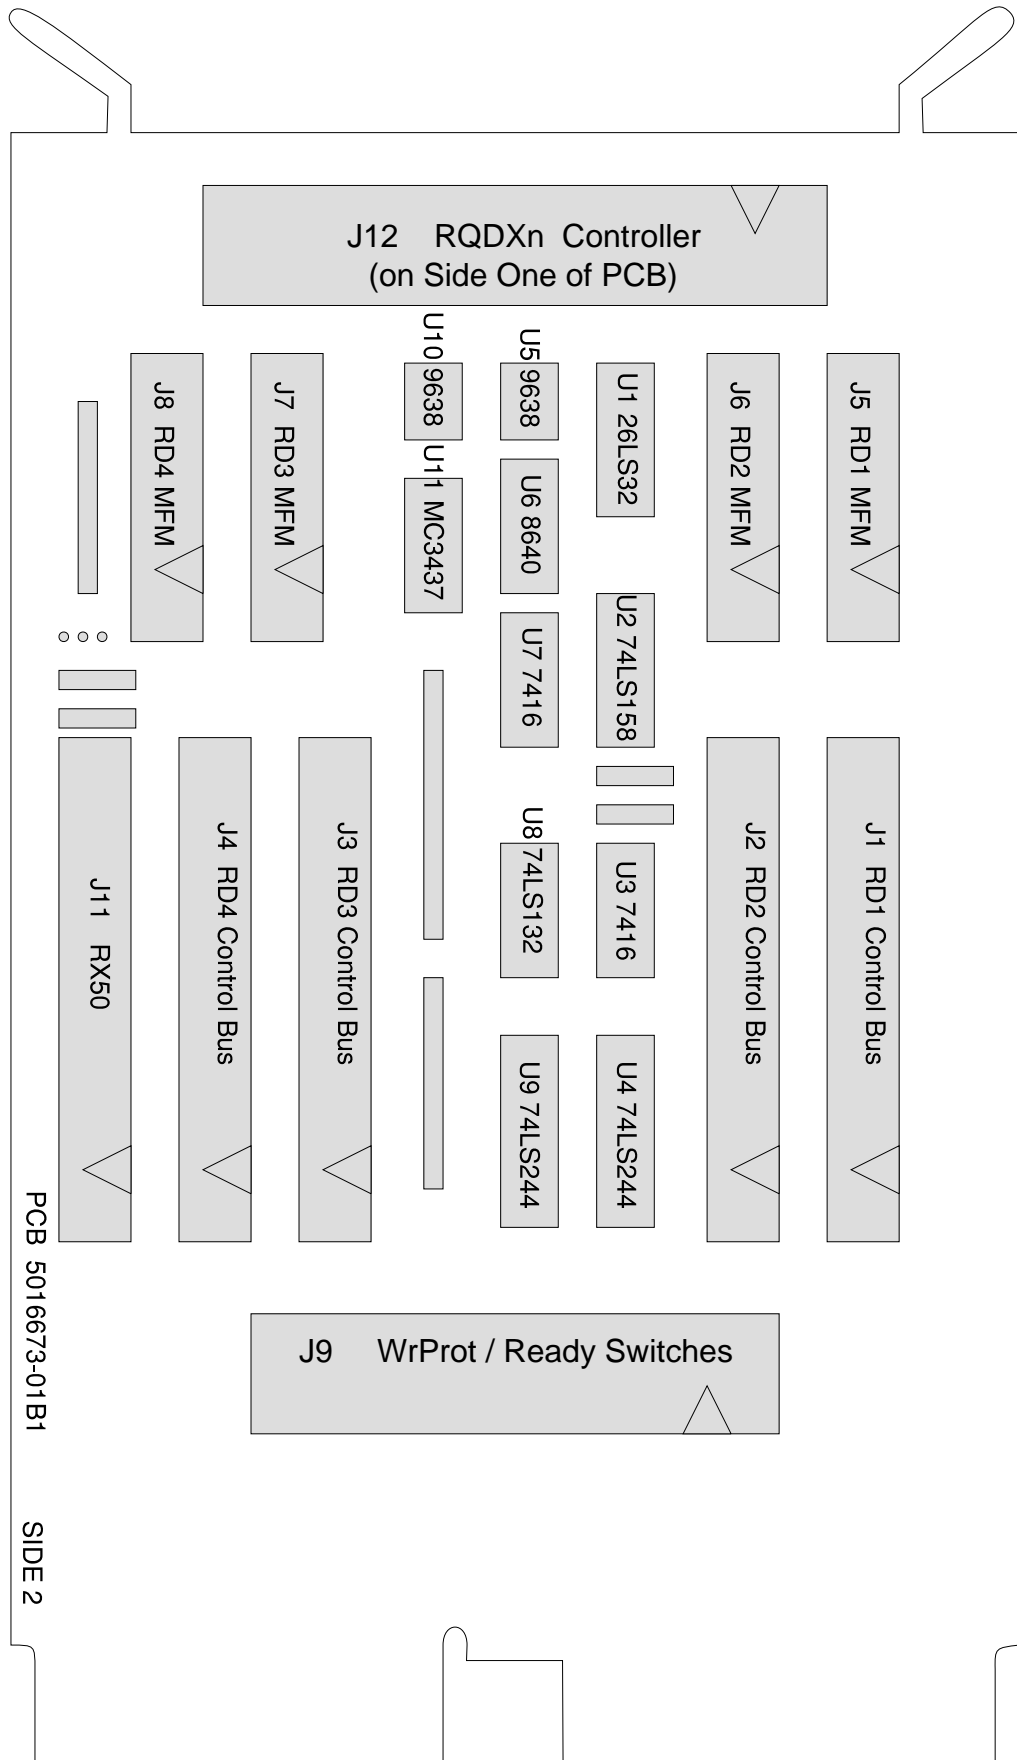 J12 RQDXn Controller
(on Side One of PCB)
J8 RD4 MFM
J7 RD3 MFM
U10 9638
U5 9638
U1 26LS32
J6 RD2 MFM
J5 RD1 MFM
U11 MC3437
U6 8640
U7 7416
U2 74LS158
J11 RX50
J4 RD4 Control Bus
J3 RD3 Control Bus
U8 74LS132
U3 7416
J2 RD2 Control Bus
J1 RD1 Control Bus
U9 74LS244
U4 74LS244
J9 WrProt / Ready Switches
PCB 5016673-01B1 SIDE 2